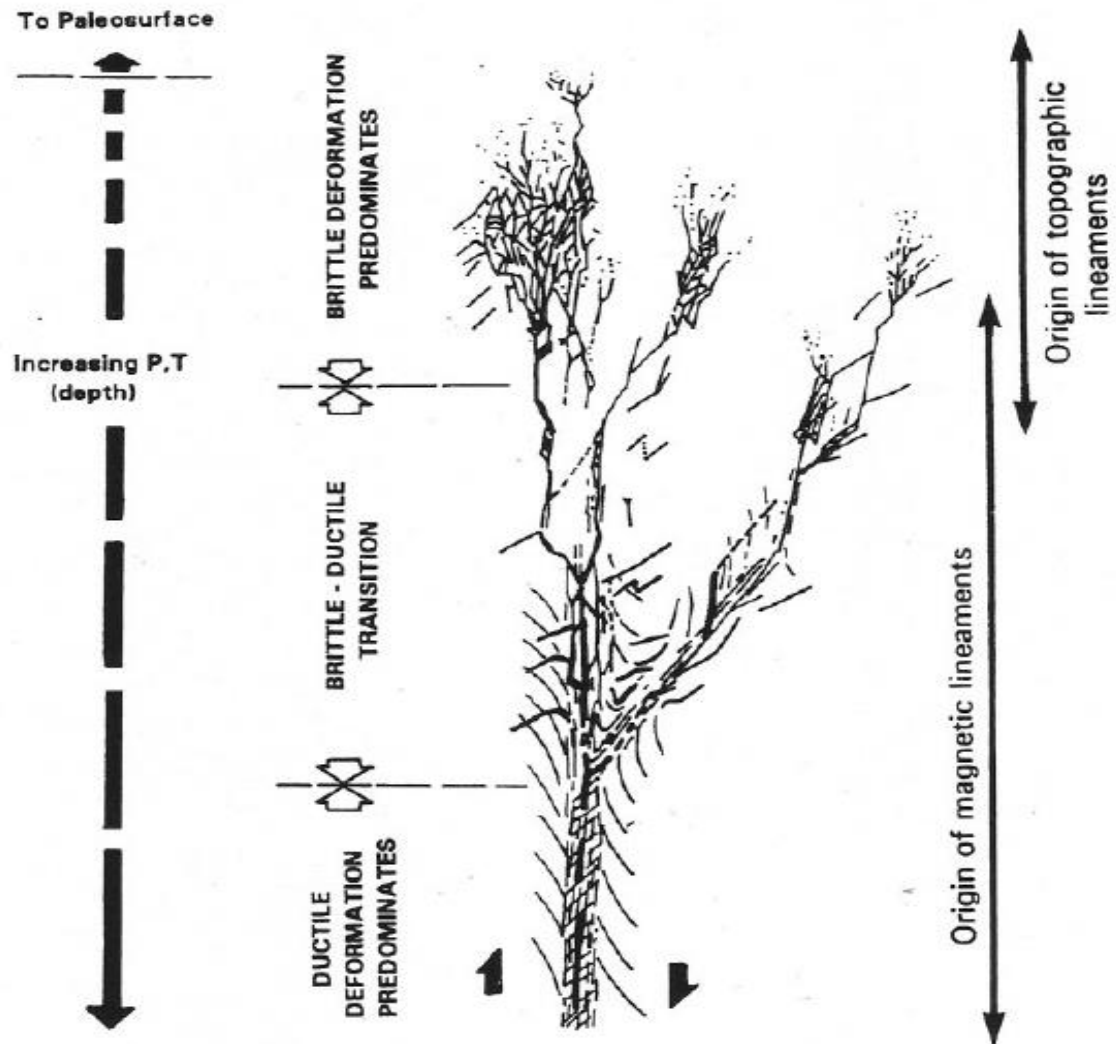 To Paleosurface
Increasing P,T
(depth)
BRITTLE DEFORMATION
PREDOMINATES
BRITTLE - DUCTILE
TRANSITION
DUCTILE
DEFORMATION
PREDOMINATES
Origin of topographic
lineaments
Origin of magnetic lineaments